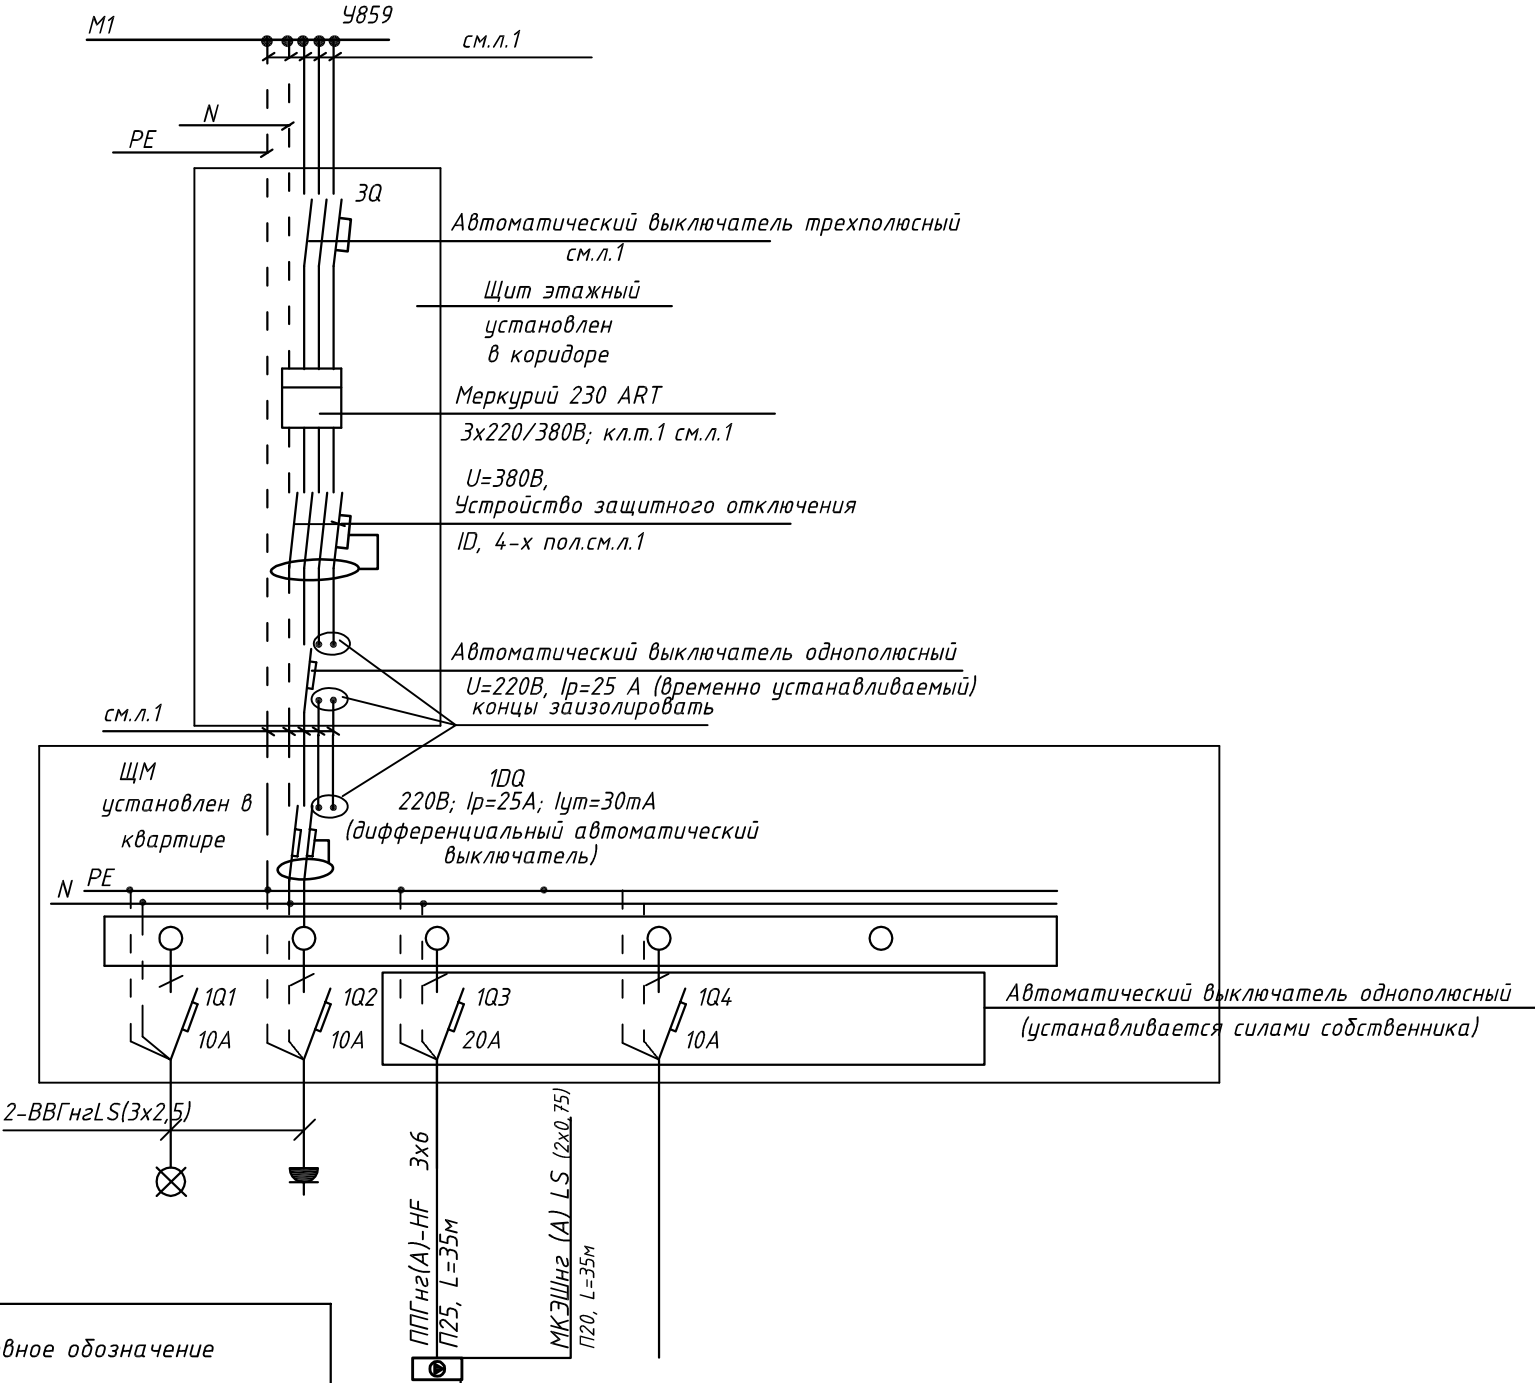 М1
У859
см.л.1
N
PE
3Q
Автоматический выключатель трехполюсный
см.л.1
Щит этажный
установлен
в коридоре
Меркурий 230 ART
3х220/380В; кл.т.1 см.л.1
U=380В,
Устройство защитного отключения
ID, 4-х пол.см.л.1
Автоматический выключатель однополюсный
U=220В, Iр=25 А (временно устанавливаемый)
концы заизолировать
см.л.1
ЩМ
установлен в
квартире
1DQ
220В; Iр=25А; Iут=30mA
(дифференциальный автоматический
выключатель)
PE
N
1Q1
10А
1Q2
10А
1Q3
20А
1Q4
10А
Автоматический выключатель однополюсный
(устанавливается силами собственника)
2-ВВГнгLS(3х2,5)
ППГнг(А)-HF 3х6
П25, L=35м
МКЭШнг (А) LS (2х0,75)
П20, L=35м
вное обозначение